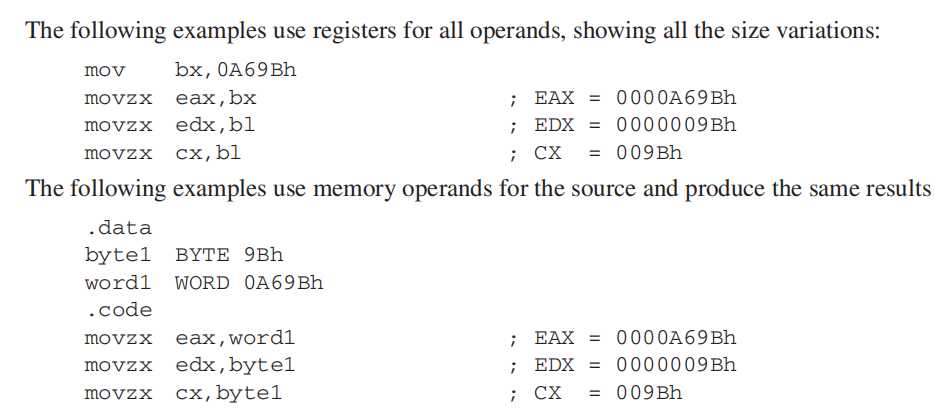 The following examples use registers for all operands, showing all the size variations:
mov bx,0A69Bh
movzx eax,bx ; EAX = 0000A69Bh
movzx edx,bl ; EDX = 0000009Bh
movzx cx,bl ; CX = 009Bh
The following examples use memory operands for the source and produce the same results
.data
byte1 BYTE 9Bh
word1 WORD 0A69Bh
.code
movzx eax,word1 ; EAX = 0000A69Bh
movzx edx,byte1 ; EDX = 0000009Bh
movzx cx,byte1 ; CX = 009Bh